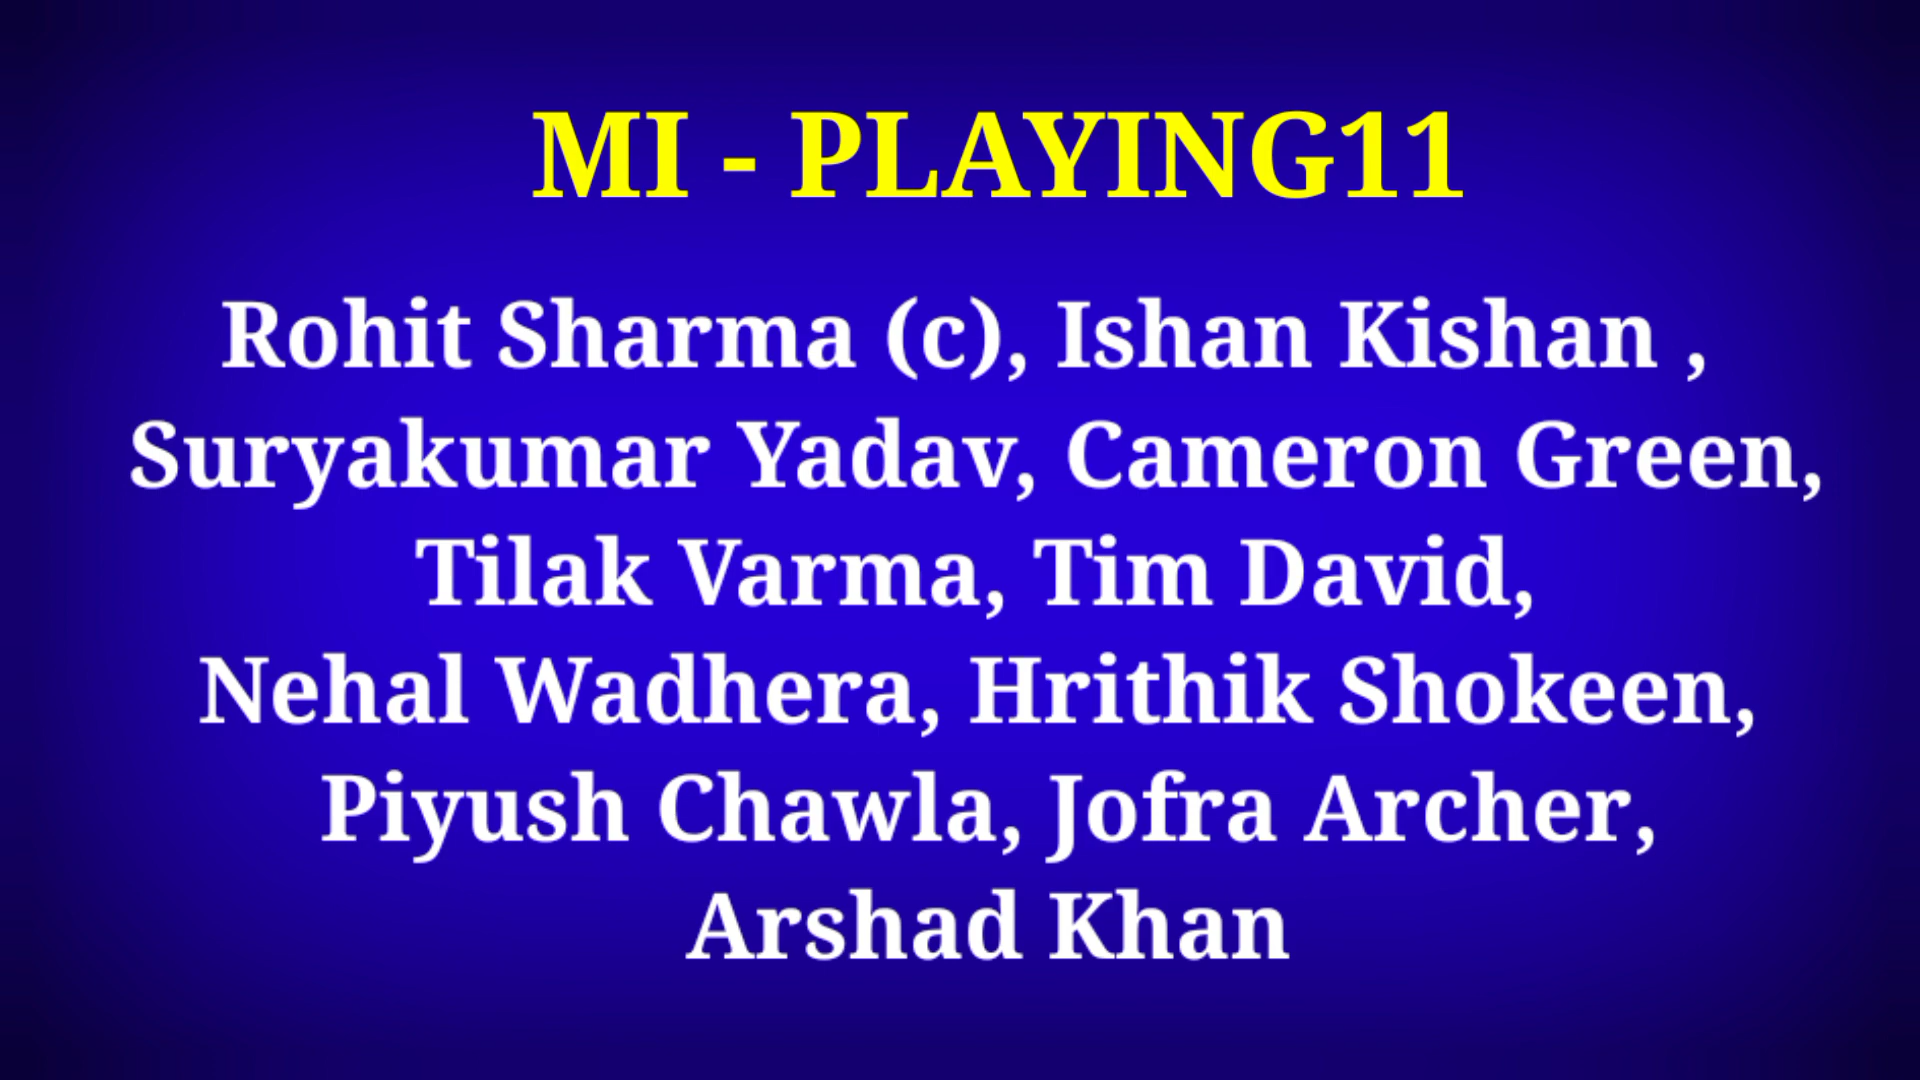 MI - PLAYING11
Rohit Sharma (c), Ishan Kishan ,
Suryakumar Yadav, Cameron Green,
Tilak Varma, Tim David,
Nehal Wadhera, Hrithik Shokeen,
Piyush Chawla, Jofra Archer,
Arshad Khan